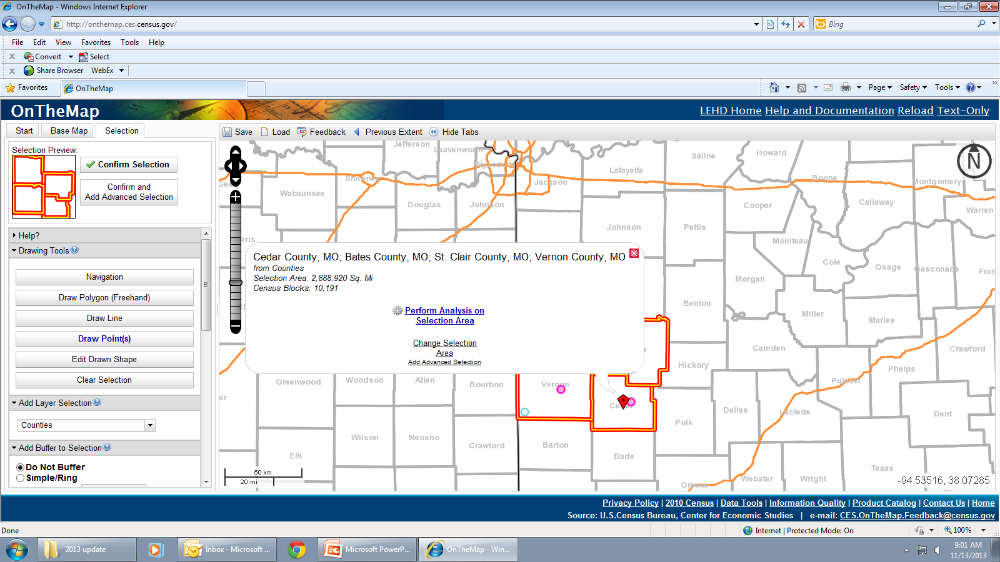 OnTheMap - Windows Internet Explorer
http://onthemap.ces.census.gov/
Bing
File Edit View Favorites Tools Help
Convert Select
Share Browser WebEx
Favorites OnTheMap
Page Safety Tools
OnTheMap
LEHD Home Help and Documentation Reload Text-Only
Start Base Map Selection
Save Load Feedback Previous Extent Hide Tabs
Selection Preview:
Confirm Selection
Confirm and
Add Advanced Selection
Help?
Drawing Tools
Navigation
Draw Polygon (Freehand)
Draw Line
Draw Point(s)
Edit Drawn Shape
Clear Selection
Add Layer Selection
Counties
Add Buffer to Selection
Do Not Buffer
Simple/Ring
Jefferson
Leavenworth
Saline
Howard
N
Wyandotte
Lafayette
Shawnee
Jackson
Boone
Montgomery
Wabaunsee
Douglas
Johnson
Cooper
Callaway
Warren
Johnson
Pettis
Moniteau
Cole
Osage
Gasconade
Morgan
Benton
Miller
Maries
Camden
Crawford
Hickory
Phelps
Pulaski
Cedar County, MO; Bates County, MO; St. Clair County, MO; Vernon County, MO
from Counties
Selection Area: 2,888.920 Sq. Mi
Census Blocks: 10,191
Perform Analysis on
Selection Area
Change Selection
Area
Add Advanced Selection
Greenwood
Woodson
Allen
Bourbon
Vernon
Cedar
Dallas
Laclede
Dent
Polk
Wilson
Neosho
Crawford
Barton
Elk
Dade
Texas
Greene
Webster
Wright
50 km
20 mi
-94.53516, 38.07285
Privacy Policy | 2010 Census | Data Tools | Information Quality | Product Catalog | Contact Us | Home
Source: U.S.Census Bureau, Center for Economic Studies | e-mail: CES.OnTheMap.Feedback@census.gov
Done
Internet | Protected Mode: On
100%
2013 update
Inbox - Microsoft ...
Microsoft PowerP...
OnTheMap - Win...
9:01 AM
11/13/2013